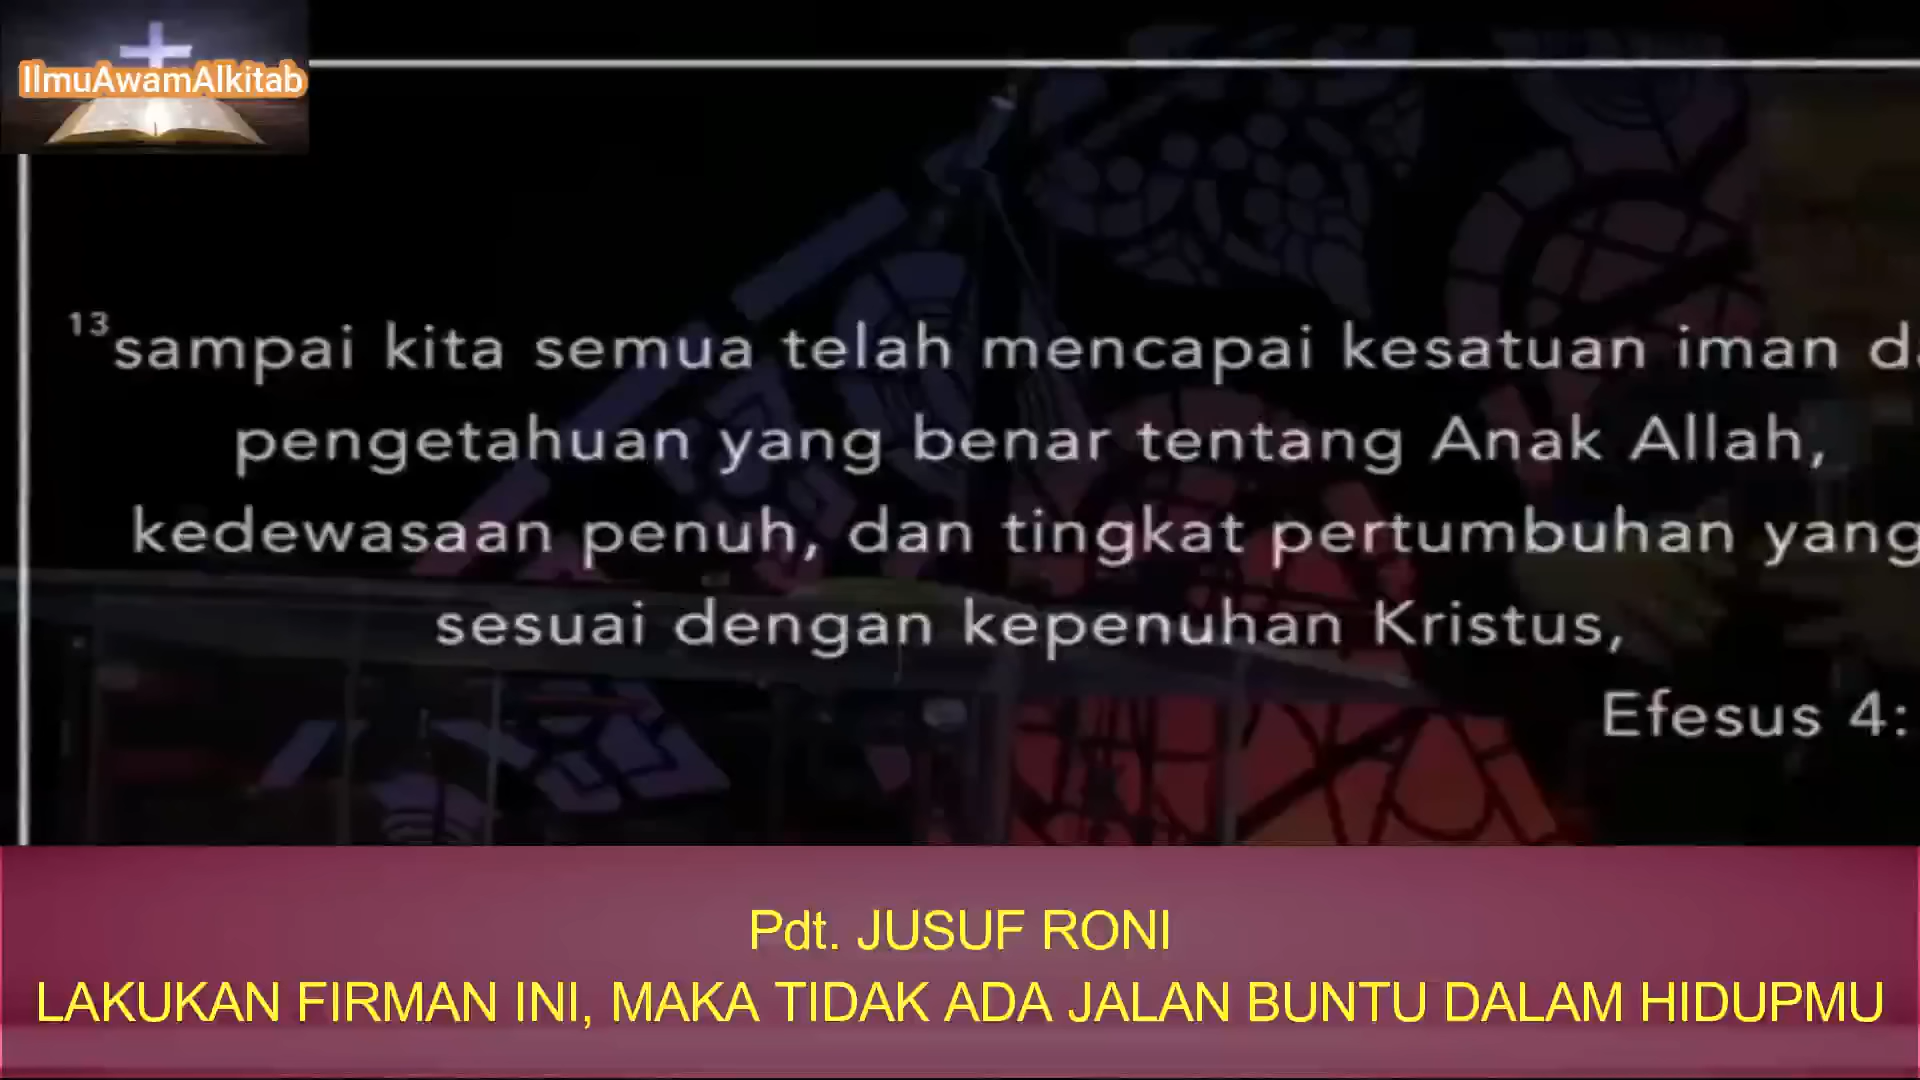 IlmuAwamAlkitab
13sampai kita semua telah mencapai kesatuan iman
pengetahuan yang benar tentang Anak Allah,
kedewasaan penuh, dan tingkat pertumbuhan yang
sesuai dengan kepenuhan Kristus,
Efesus 4:
Pdt. JUSUF RONI
LAKUKAN FIRMAN INI, MAKA TIDAK ADA JALAN BUNTU DALAM HIDUPMU